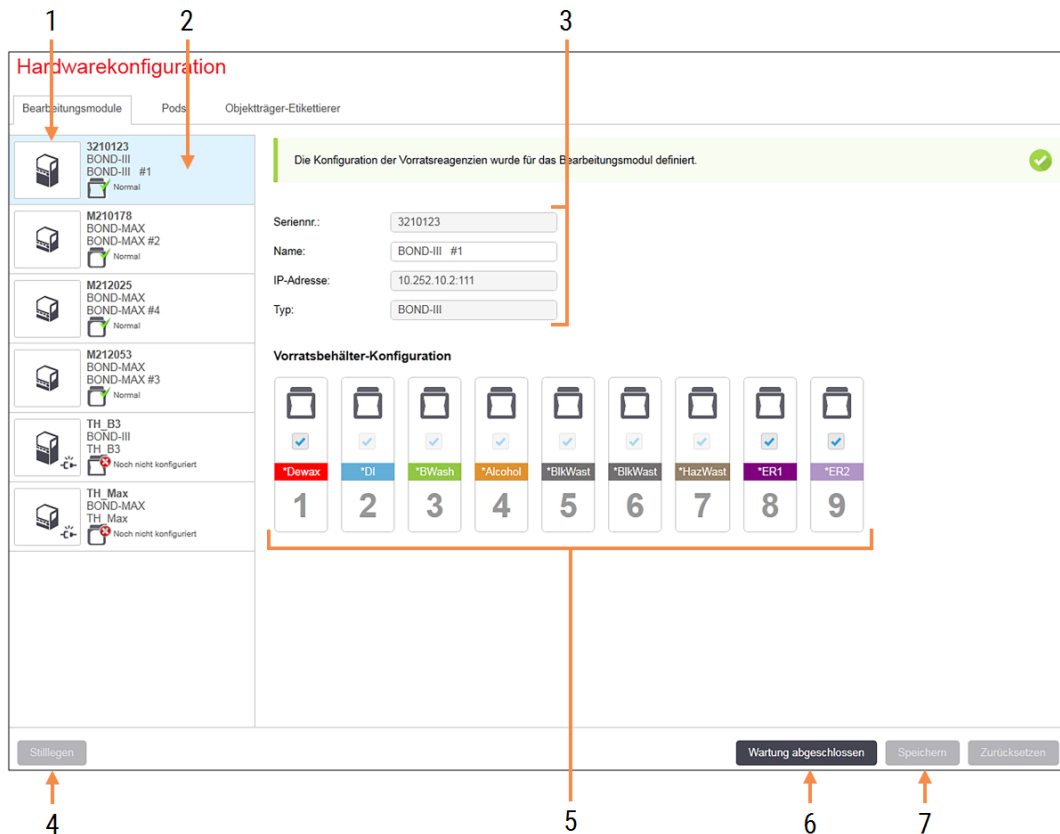 1 2 3
Hardwarekonfiguration
Bearbeitungsmodule Pods Objektträger-Etikettierer
3210123
BOND-III
BOND-III #1
Normal
M210178
BOND-MAX
BOND-MAX #2
Normal
M212025
BOND-MAX
BOND-MAX #4
Normal
M212053
BOND-MAX
BOND-MAX #3
Normal
TH_B3
BOND-III
TH_B3
Noch nicht konfiguriert
TH_Max
BOND-MAX
TH_Max
Noch nicht konfiguriert
Die Konfiguration der Vorratsreagenzien wurde für das Bearbeitungsmodul definiert.
Seriennr.: 3210123
Name: BOND-III #1
IP-Adresse: 10.252.10.2:111
Typ: BOND-III
Vorratsbehälter-Konfiguration
*Dewax *DI *BWash *Alcohol *BlkWast *BlkWast *HazWast *ER1 *ER2
1 2 3 4 5 6 7 8 9
Stilllegen Wartung abgeschlossen Speichern Zurücksetzen
4 5 6 7